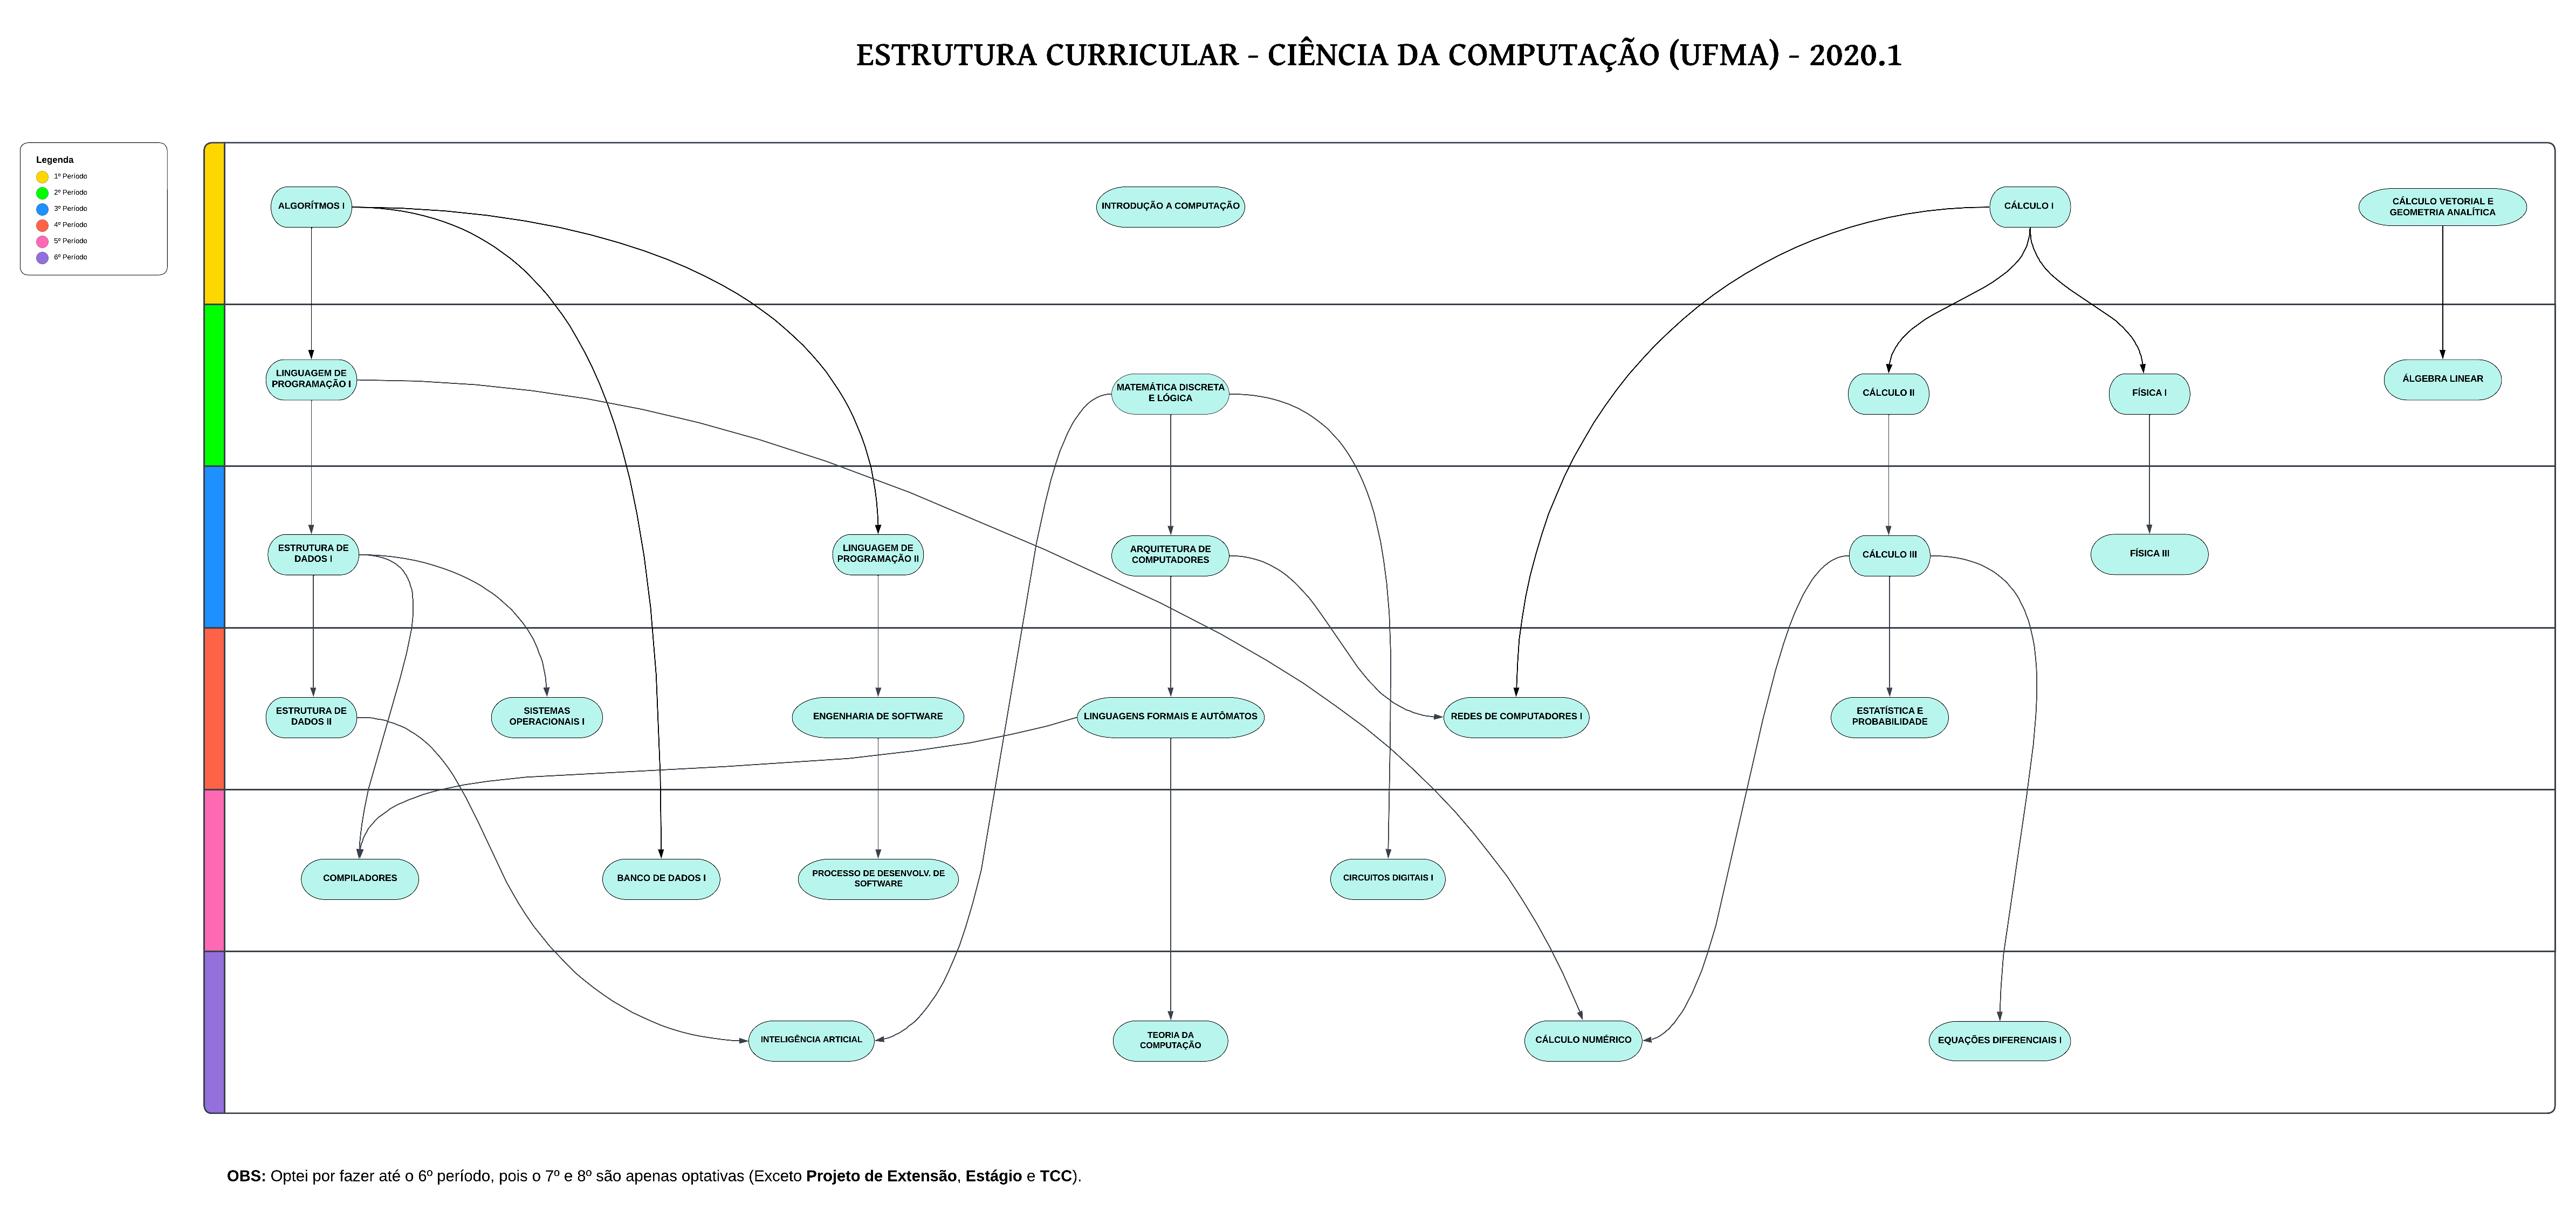 ESTRUTURA CURRICULAR - CIÊNCIA DA COMPUTAÇÃO (UFMA) - 2020.1
Legenda
1º Período
2º Período
3º Período
4º Período
5º Período
6º Período
ALGORÍTMOS I
INTRODUÇÃO A COMPUTAÇÃO
CÁLCULO I
CÁLCULO VETORIAL E
GEOMETRIA ANALÍTICA
LINGUAGEM DE
PROGRAMAÇÃO I
MATEMÁTICA DISCRETA
E LÓGICA
CÁLCULO II
FÍSICA I
ÁLGEBRA LINEAR
ESTRUTURA DE
DADOS I
LINGUAGEM DE
PROGRAMAÇÃO II
ARQUITETURA DE
COMPUTADORES
CÁLCULO III
FÍSICA III
ESTRUTURA DE
DADOS II
SISTEMAS
OPERACIONAIS I
ENGENHARIA DE SOFTWARE
LINGUAGENS FORMAIS E AUTÔMATOS
REDES DE COMPUTADORES I
ESTATÍSTICA E
PROBABILIDADE
COMPILADORES
BANCO DE DADOS I
PROCESSO DE DESENVOLV. DE
SOFTWARE
CIRCUITOS DIGITAIS I
INTELIGÊNCIA ARTICIAL
TEORIA DA
COMPUTAÇÃO
CÁLCULO NUMÉRICO
EQUAÇÕES DIFERENCIAIS I
OBS: Optei por fazer até o 6º período, pois o 7º e 8º são apenas optativas (Exceto Projeto de Extensão, Estágio e TCC).